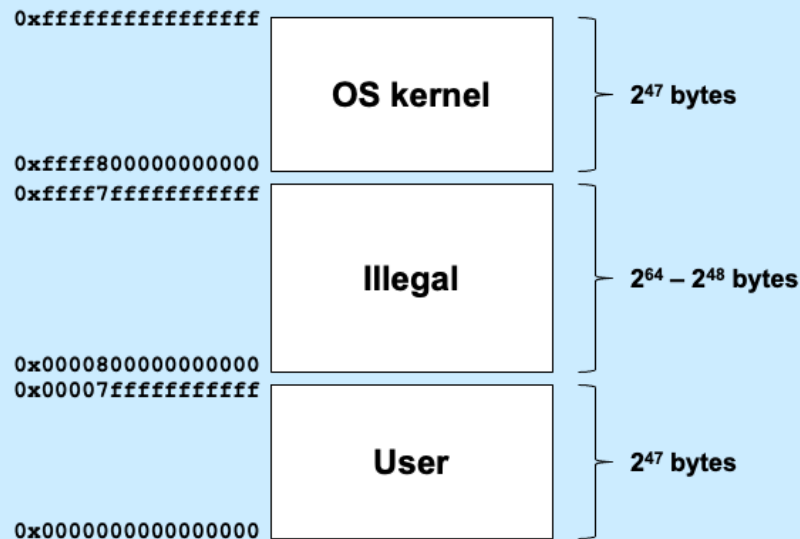 0xffffffffffffffff
OS kernel
2⁴⁷ bytes
0xffff800000000000
0xffff7fffffffffff
Illegal
2⁶⁴ – 2⁴⁸ bytes
0x0000800000000000
0x00007fffffffffff
User
2⁴⁷ bytes
0x0000000000000000